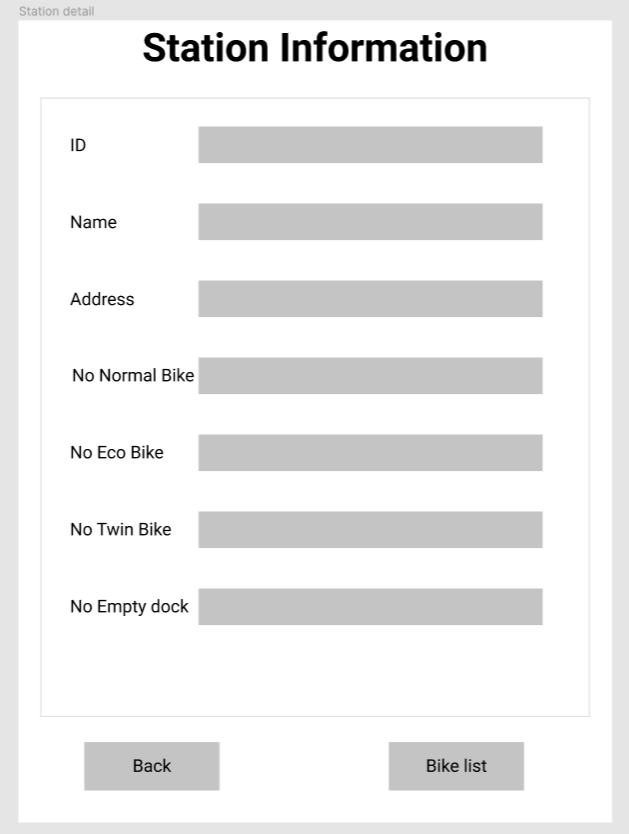 Station detail
Station Information
ID
Name
Address
No Normal Bike
No Eco Bike
No Twin Bike
No Empty dock
Back
Bike list